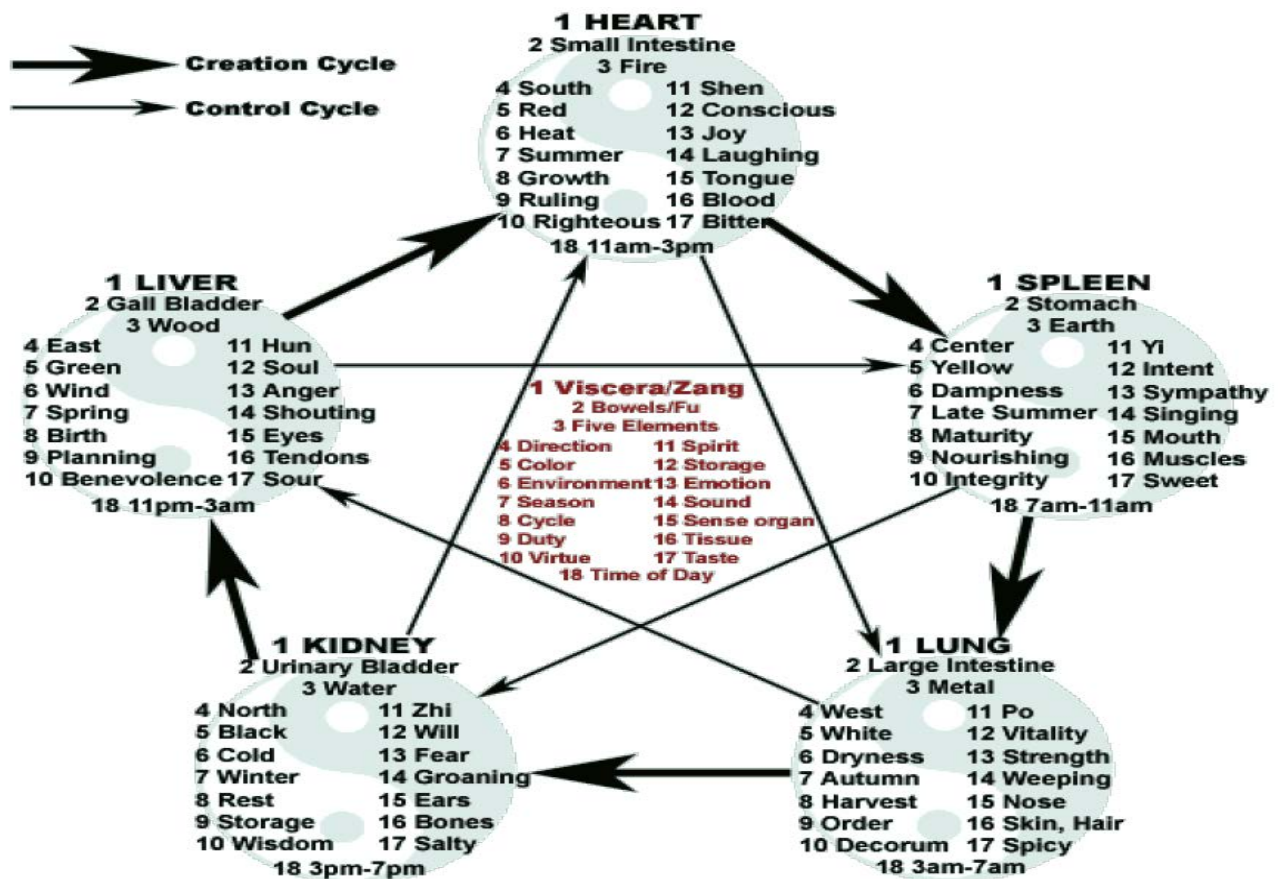 Creation Cycle
Control Cycle
1 HEART
2 Small Intestine
3 Fire
4 South 11 Shen
5 Red 12 Conscious
6 Heat 13 Joy
7 Summer 14 Laughing
8 Growth 15 Tongue
9 Ruling 16 Blood
10 Righteous 17 Bitter
18 11am-3pm
1 LIVER
2 Gall Bladder
3 Wood
4 East 11 Hun
5 Green 12 Soul
6 Wind 13 Anger
7 Spring 14 Shouting
8 Birth 15 Eyes
9 Planning 16 Tendons
10 Benevolence 17 Sour
18 11pm-3am
1 Viscera/Zang
2 Bowels/Fu
3 Five Elements
4 Direction 11 Spirit
5 Color 12 Storage
6 Environment 13 Emotion
7 Season 14 Sound
8 Cycle 15 Sense organ
9 Duty 16 Tissue
10 Virtue 17 Taste
18 Time of Day
1 SPLEEN
2 Stomach
3 Earth
4 Center 11 Yi
5 Yellow 12 Intent
6 Dampness 13 Sympathy
7 Late Summer 14 Singing
8 Maturity 15 Mouth
9 Nourishing 16 Muscles
10 Integrity 17 Sweet
18 7am-11am
1 KIDNEY
2 Urinary Bladder
3 Water
4 North 11 Zhi
5 Black 12 Will
6 Cold 13 Fear
7 Winter 14 Groaning
8 Rest 15 Ears
9 Storage 16 Bones
10 Wisdom 17 Salty
18 3pm-7pm
1 LUNG
2 Large Intestine
3 Metal
4 West 11 Po
5 White 12 Vitality
6 Dryness 13 Strength
7 Autumn 14 Weeping
8 Harvest 15 Nose
9 Order 16 Skin, Hair
10 Decorum 17 Spicy
18 3am-7am